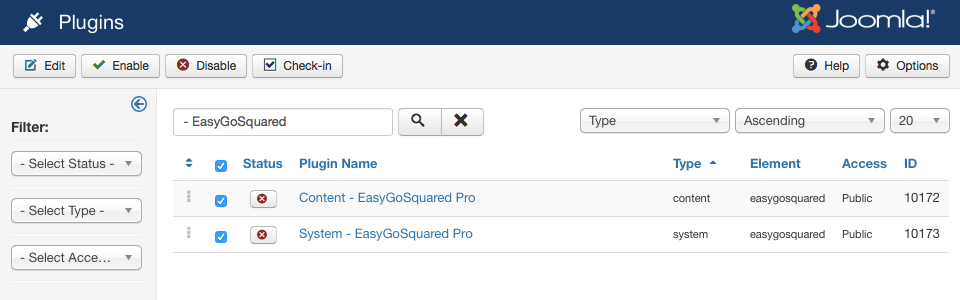 Plugins
Joomla!®
Edit
Enable
Disable
Check-in
Help
Options
Filter:
- Select Status -
- Select Type -
- Select Acce...
- EasyGoSquared
Type
Ascending
20
Status Plugin Name Type Element Access ID
Content - EasyGoSquared Pro content easygosquared Public 10172
System - EasyGoSquared Pro system easygosquared Public 10173